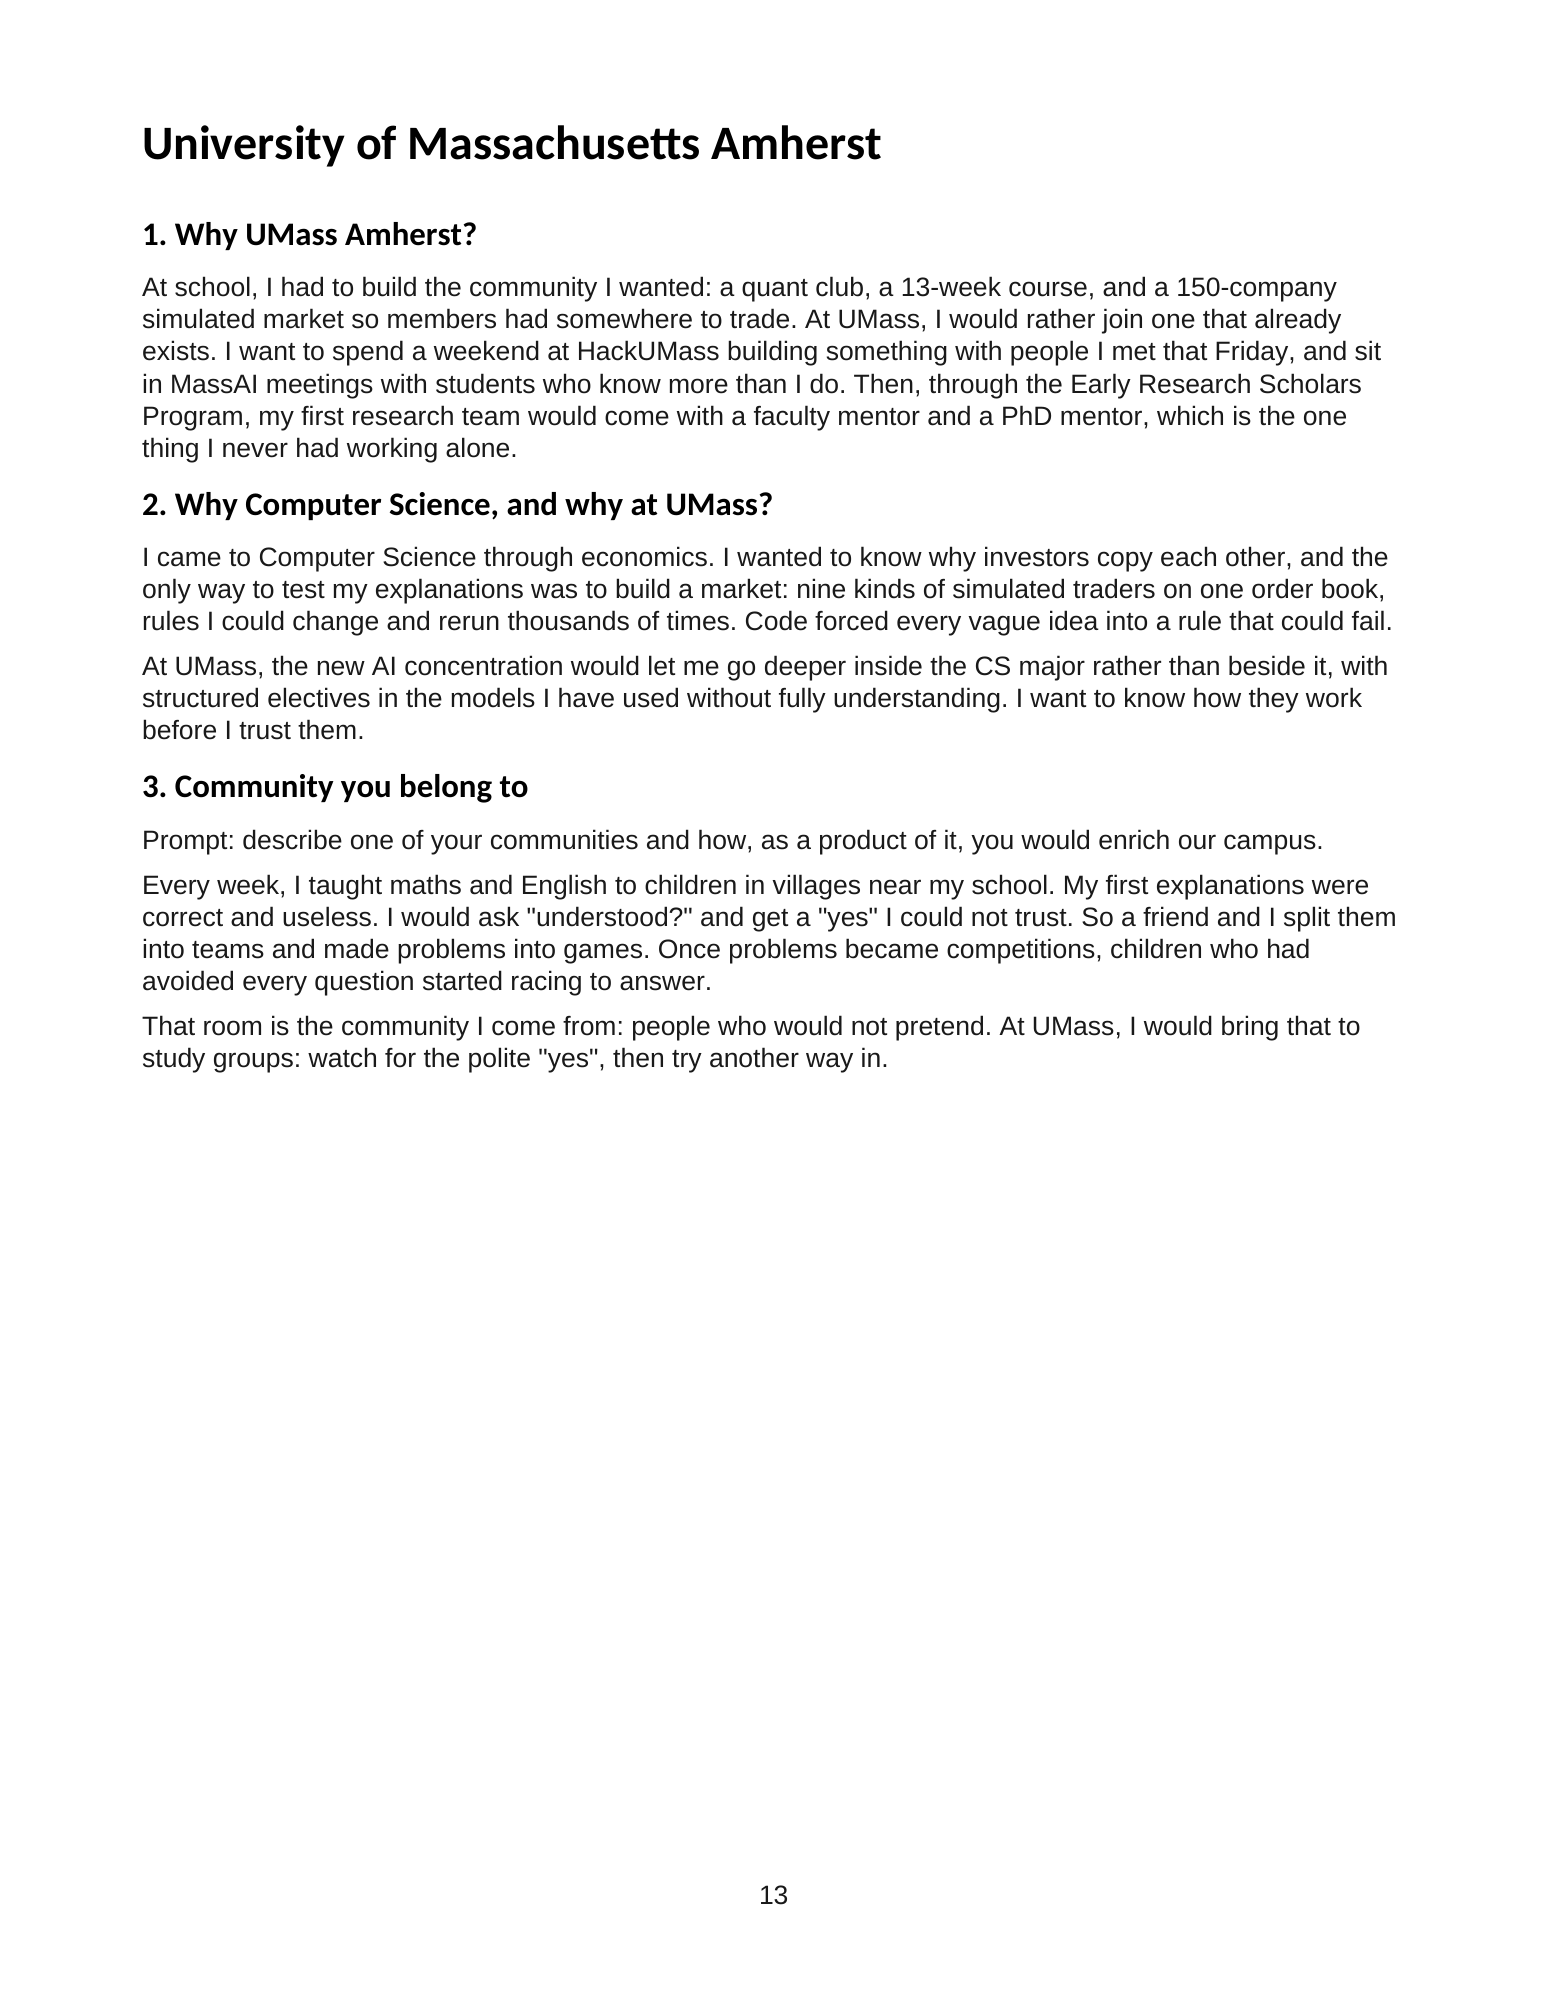 University of Massachusetts Amherst
1. Why UMass Amherst?
At school, I had to build the community I wanted: a quant club, a 13-week course, and a 150-company
simulated market so members had somewhere to trade. At UMass, I would rather join one that already
exists. I want to spend a weekend at HackUMass building something with people I met that Friday, and sit
in MassAI meetings with students who know more than I do. Then, through the Early Research Scholars
Program, my first research team would come with a faculty mentor and a PhD mentor, which is the one
thing I never had working alone.
2. Why Computer Science, and why at UMass?
I came to Computer Science through economics. I wanted to know why investors copy each other, and the
only way to test my explanations was to build a market: nine kinds of simulated traders on one order book,
rules I could change and rerun thousands of times. Code forced every vague idea into a rule that could fail.
At UMass, the new AI concentration would let me go deeper inside the CS major rather than beside it, with
structured electives in the models I have used without fully understanding. I want to know how they work
before I trust them.
3. Community you belong to
Prompt: describe one of your communities and how, as a product of it, you would enrich our campus.
Every week, I taught maths and English to children in villages near my school. My first explanations were
correct and useless. I would ask "understood?" and get a "yes" I could not trust. So a friend and I split them
into teams and made problems into games. Once problems became competitions, children who had
avoided every question started racing to answer.
That room is the community I come from: people who would not pretend. At UMass, I would bring that to
study groups: watch for the polite "yes", then try another way in.
13